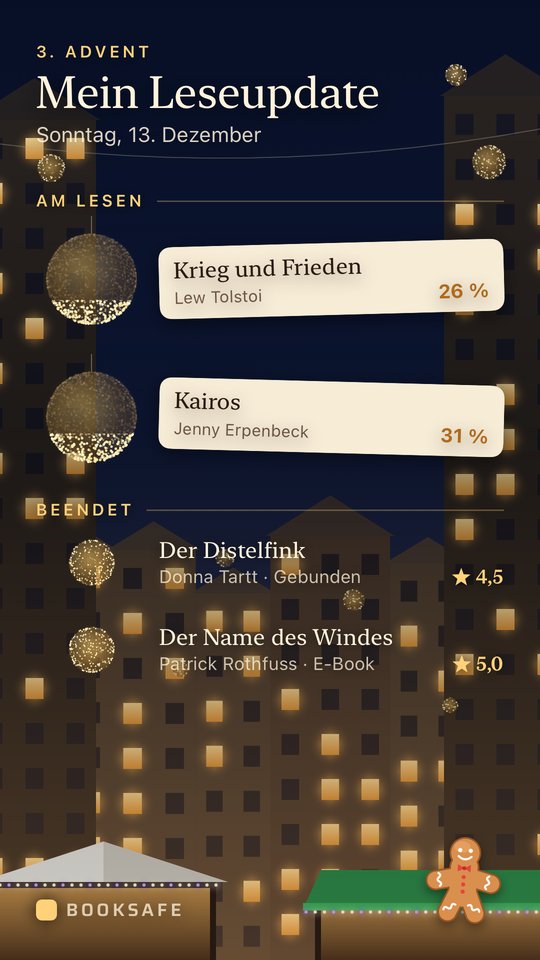 3. ADVENT
Mein Leseupdate
Sonntag, 13. Dezember
AM LESEN
Krieg und Frieden
Lew Tolstoi
26 %
Kairos
Jenny Erpenbeck
31 %
BEENDET
Der Distelfink
Donna Tartt · Gebunden
★ 4,5
Der Name des Windes
Patrick Rothfuss · E-Book
★ 5,0
BOOKSAFE